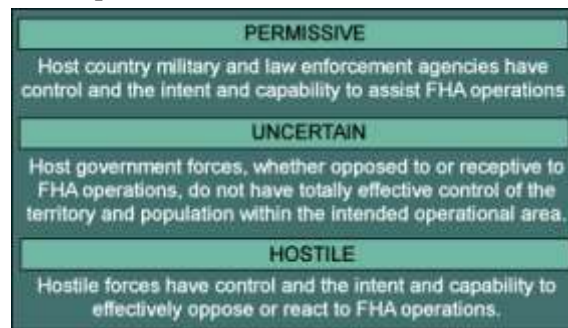 PERMISSIVE
Host country military and law enforcement agencies have
control and the intent and capability to assist FHA operations
UNCERTAIN
Host government forces, whether opposed to or receptive to
FHA operations, do not have totally effective control of the
territory and population within the intended operational area.
HOSTILE
Hostile forces have control and the intent and capability to
effectively oppose or react to FHA operations.